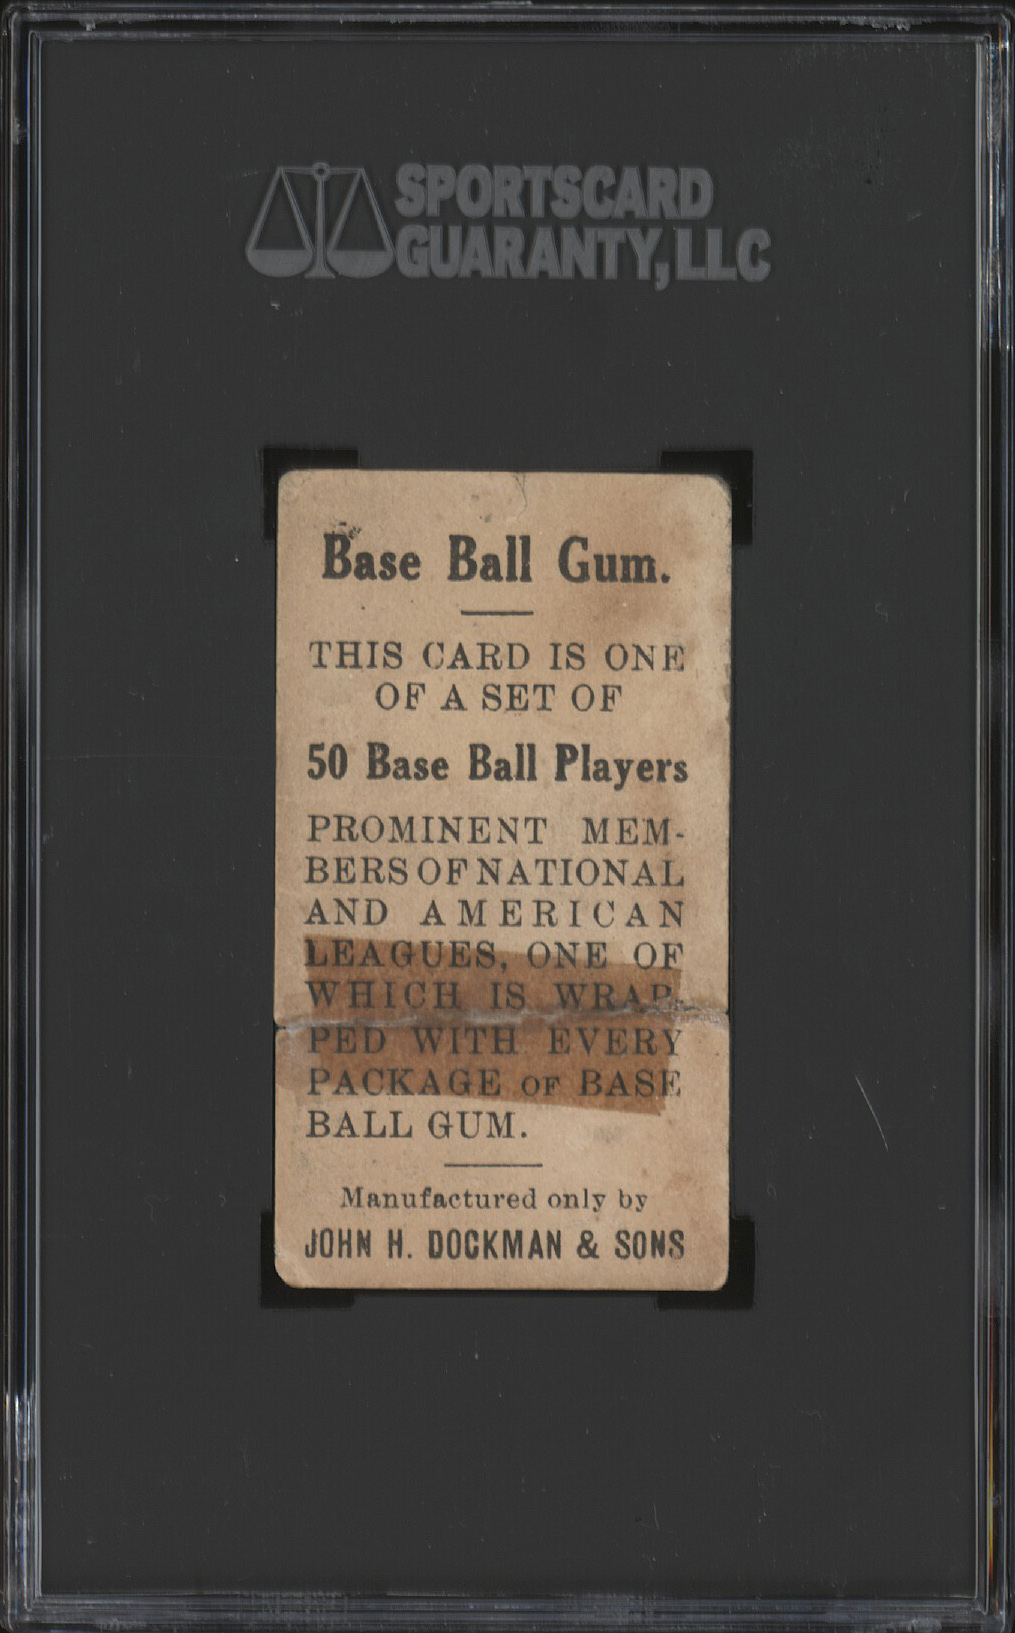 SPORTSCARD
GUARANTY, LLC
Base Ball Gum.
THIS CARD IS ONE
OF A SET OF
50 Base Ball Players
PROMINENT MEM-
BERS OF NATIONAL
AND AMERICAN
LEAGUES, ONE OF
WHICH IS WRAP-
PED WITH EVERY
PACKAGE OF BASE
BALL GUM.
Manufactured only by
JOHN H. DOCKMAN & SONS